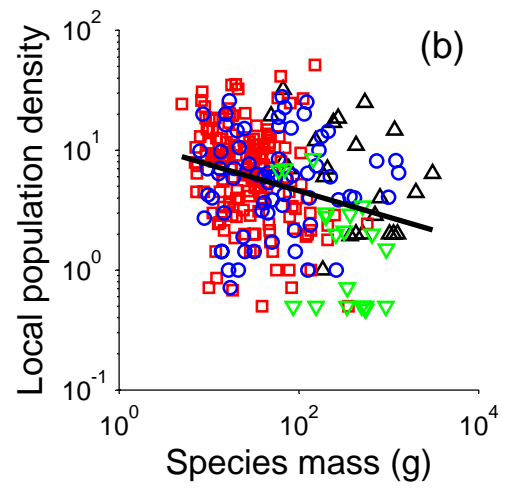 (b)
Local population density
10^2
10^1
10^0
10^-1
10^0 10^2 10^4
Species mass (g)